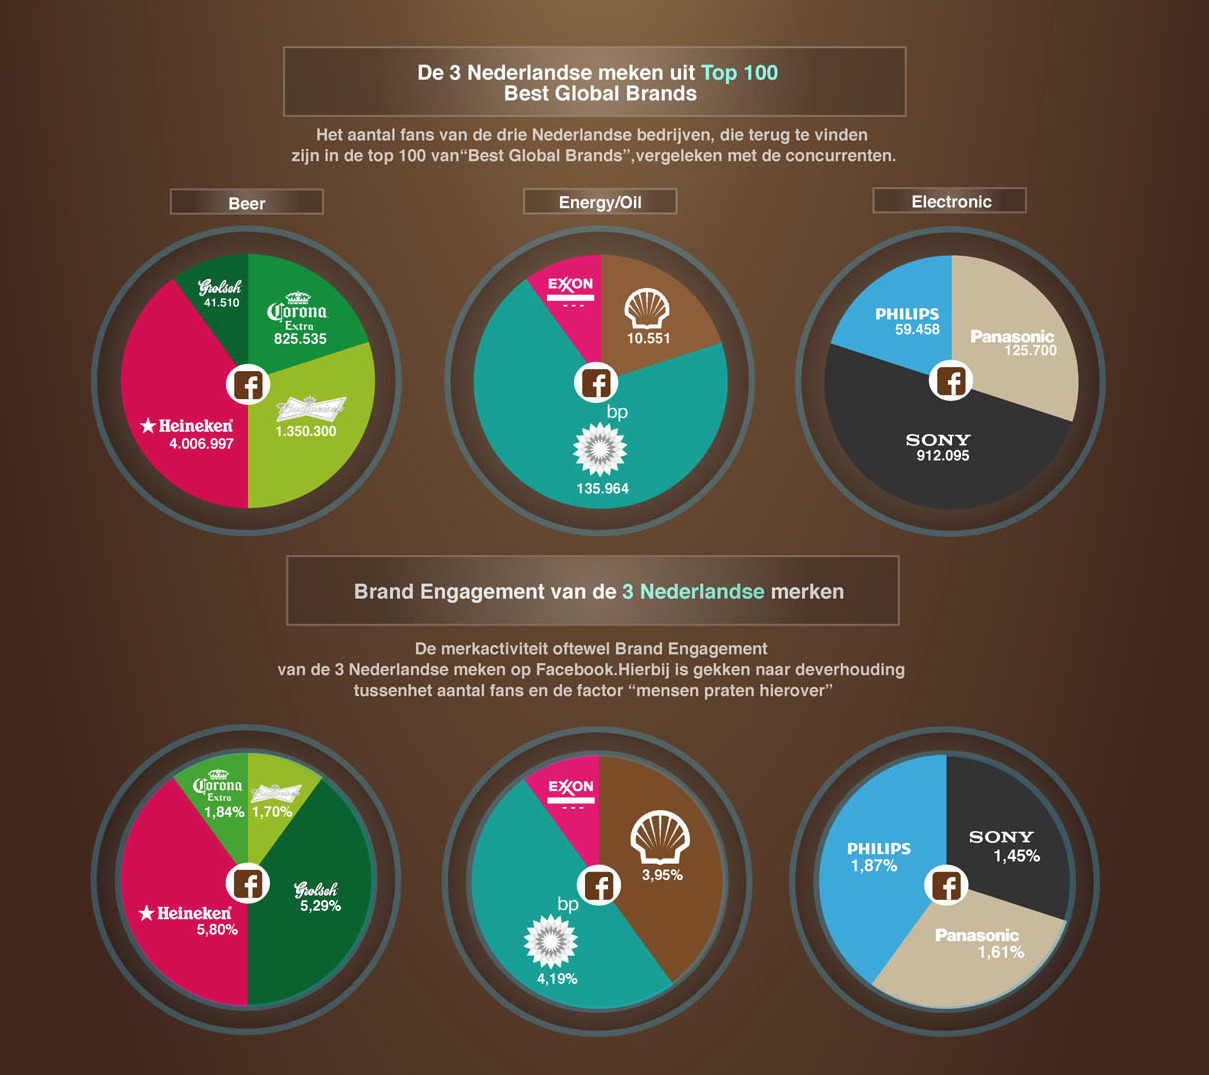 De 3 Nederlandse meken uit Top 100
Best Global Brands
Het aantal fans van de drie Nederlandse bedrijven, die terug te vinden
zijn in de top 100 van“Best Global Brands”,vergeleken met de concurrenten.
Beer
Energy/Oil
Electronic
Grolsch
41.510
Corona
Extra
825.535
Budweiser
1.350.300
Heineken
4.006.997
EXXON
---
10.551
bp
135.964
PHILIPS
59.458
Panasonic
125.700
SONY
912.095
Brand Engagement van de 3 Nederlandse merken
De merkactiviteit oftewel Brand Engagement
van de 3 Nederlandse meken op Facebook.Hierbij is gekken naar deverhouding
tussenhet aantal fans en de factor “mensen praten hierover”
Corona
Extra
1,84%
Budweiser
1,70%
Grolsch
5,29%
Heineken
5,80%
EXXON
---
3,95%
bp
4,19%
PHILIPS
1,87%
SONY
1,45%
Panasonic
1,61%